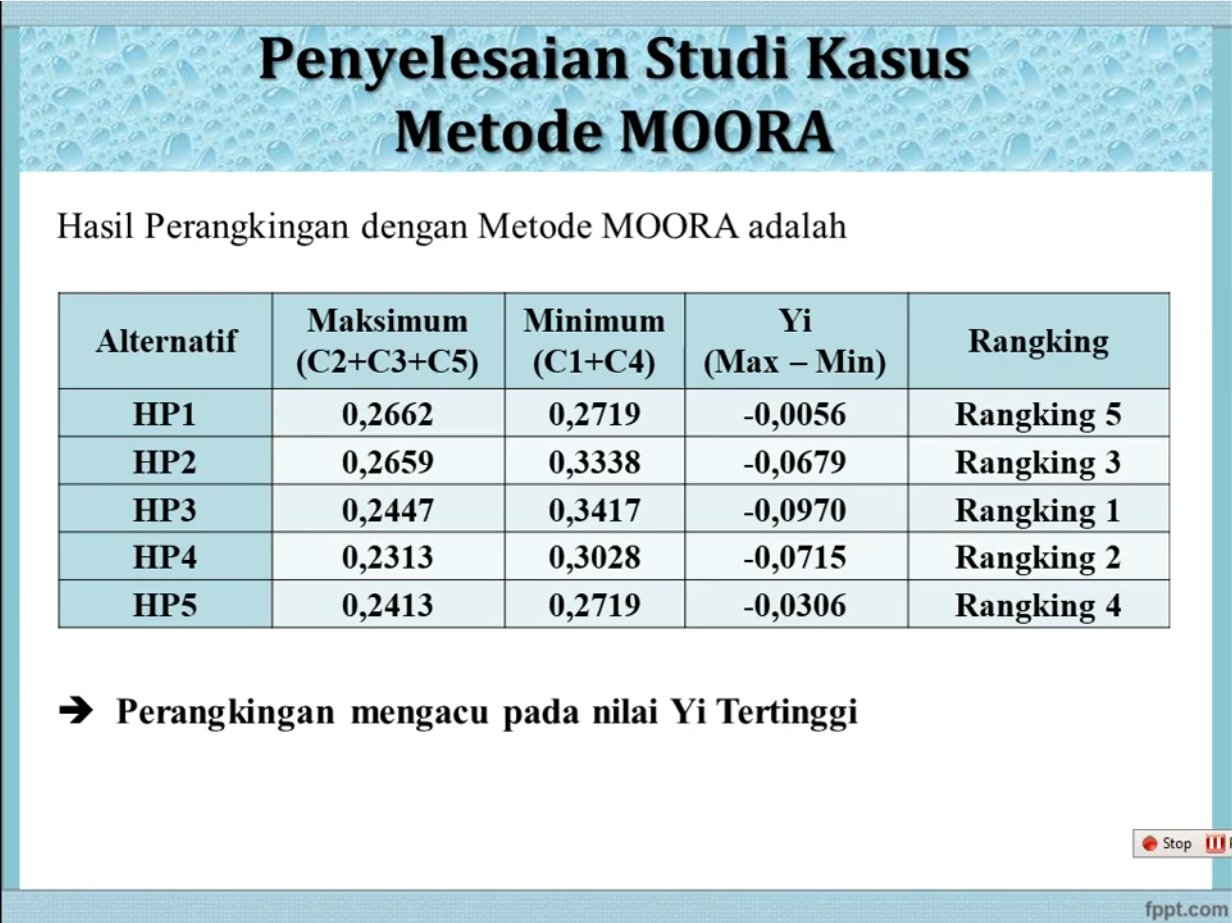 Penyelesaian Studi Kasus
Metode MOORA
Hasil Perangkingan dengan Metode MOORA adalah
Alternatif Maksimum (C2+C3+C5) Minimum (C1+C4) Yi (Max – Min) Rangking
HP1 0,2662 0,2719 -0,0056 Rangking 5
HP2 0,2659 0,3338 -0,0679 Rangking 3
HP3 0,2447 0,3417 -0,0970 Rangking 1
HP4 0,2313 0,3028 -0,0715 Rangking 2
HP5 0,2413 0,2719 -0,0306 Rangking 4
➔ Perangkingan mengacu pada nilai Yi Tertinggi
Stop
fppt.com